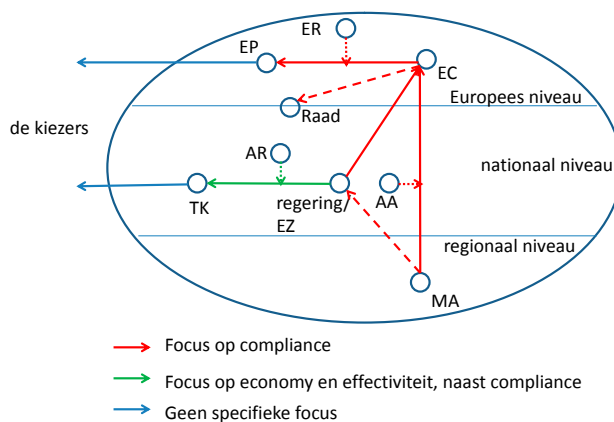 ER
EP
EC
Europees niveau
Raad
de kiezers
AR
nationaal niveau
TK
regering/
EZ
AA
regionaal niveau
MA
Focus op compliance
Focus op economy en effectiviteit, naast compliance
Geen specifieke focus